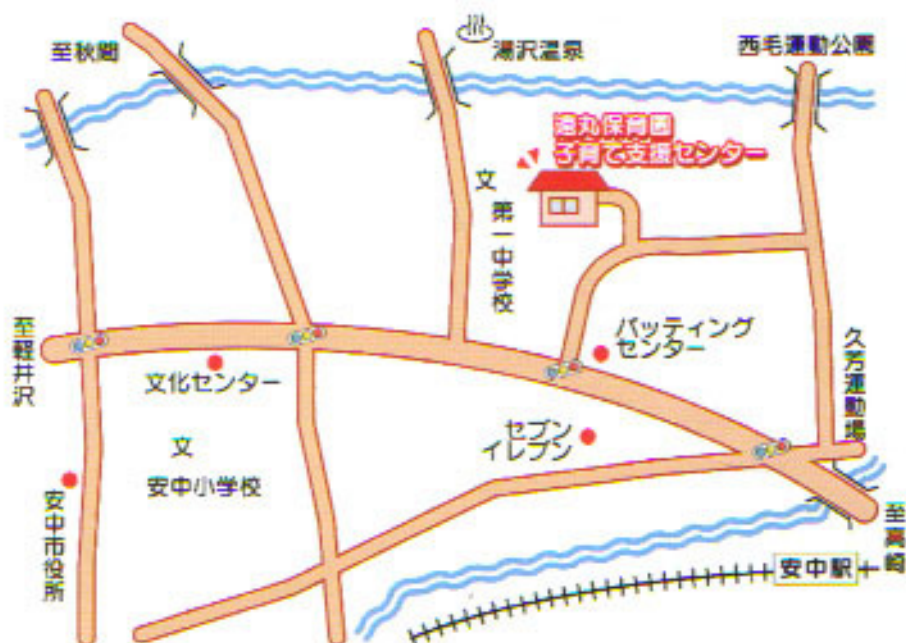 至秋間
湯沢温泉
西毛運動公園
遠丸保育園
子育て支援センター
文
第一中学校
至軽井沢
バッティング
センター
久芳運動場
文化センター
文
安中小学校
セブン
イレブン
安中市役所
至高崎
安中駅